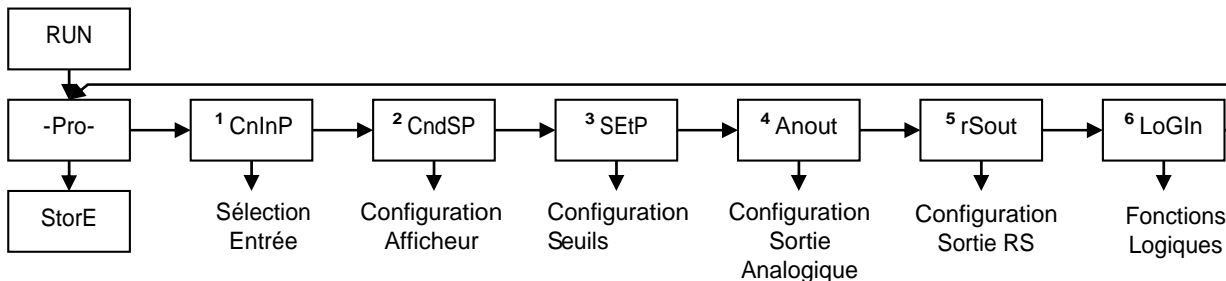 RUN
-Pro-
1 CnInP
2 CndSP
3 SEtP
4 Anout
5 rSout
6 LoGIn
StorE
Sélection
Entrée
Configuration
Afficheur
Configuration
Seuils
Configuration
Sortie
Analogique
Configuration
Sortie RS
Fonctions
Logiques